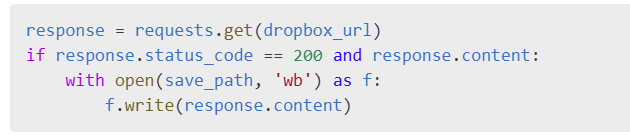 response = requests.get(dropbox_url)
if response.status_code == 200 and response.content:
    with open(save_path, 'wb') as f:
        f.write(response.content)